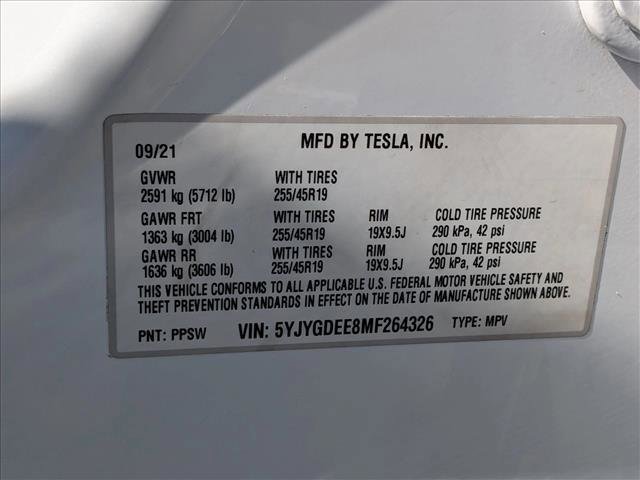 09/21 MFD BY TESLA, INC.
GVWR WITH TIRES
2591 kg (5712 lb) 255/45R19
GAWR FRT WITH TIRES RIM COLD TIRE PRESSURE
1363 kg (3004 lb) 255/45R19 19X9.5J 290 kPa, 42 psi
GAWR RR WITH TIRES RIM COLD TIRE PRESSURE
1636 kg (3606 lb) 255/45R19 19X9.5J 290 kPa, 42 psi
THIS VEHICLE CONFORMS TO ALL APPLICABLE U.S. FEDERAL MOTOR VEHICLE SAFETY AND
THEFT PREVENTION STANDARDS IN EFFECT ON THE DATE OF MANUFACTURE SHOWN ABOVE.
PNT: PPSW VIN: 5YJYGDEE8MF264326 TYPE: MPV